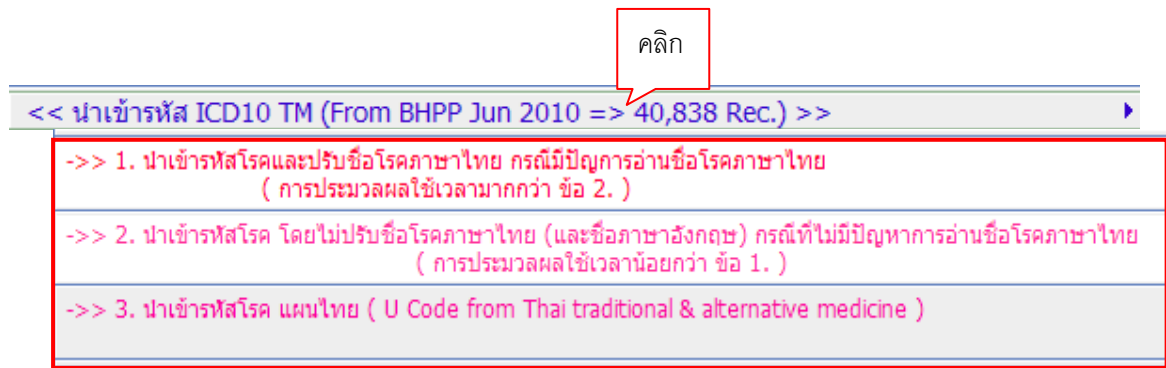 คลิก
<< นำเข้ารหัส ICD10 TM (From BHPP Jun 2010 => 40,838 Rec.) >>
->> 1. นำเข้ารหัสโรคและปรับชื่อโรคภาษาไทย กรณีมีปัญการอ่านชื่อโรคภาษาไทย
( การประมวลผลใช้เวลามากกว่า ข้อ 2. )
->> 2. นำเข้ารหัสโรค โดยไม่ปรับชื่อโรคภาษาไทย (และชื่อภาษาอังกฤษ) กรณีที่ไม่มีปัญหาการอ่านชื่อโรคภาษาไทย
( การประมวลผลใช้เวลาน้อยกว่า ข้อ 1. )
->> 3. นำเข้ารหัสโรค แผนไทย ( U Code from Thai traditional & alternative medicine )